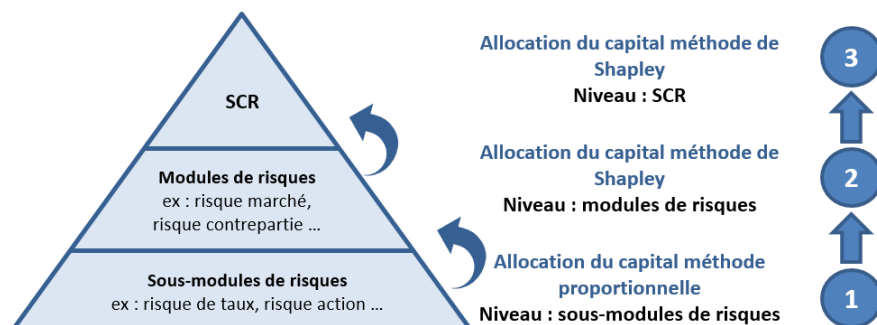 SCR
Modules de risques
ex : risque marché,
risque contrepartie ...
Sous-modules de risques
ex : risque de taux, risque action ...
Allocation du capital méthode de
Shapley
Niveau : SCR
3
Allocation du capital méthode de
Shapley
Niveau : modules de risques
2
Allocation du capital méthode
proportionnelle
Niveau : sous-modules de risques
1